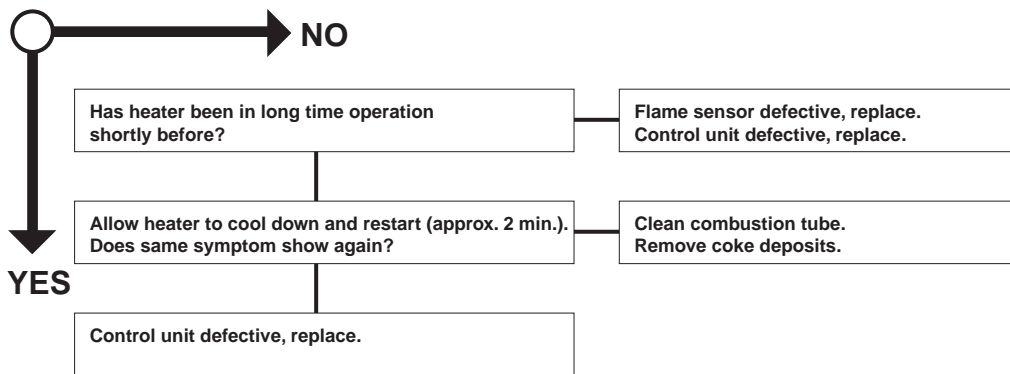 NO
Has heater been in long time operation
shortly before?
Flame sensor defective, replace.
Control unit defective, replace.
Allow heater to cool down and restart (approx. 2 min.).
Does same symptom show again?
Clean combustion tube.
Remove coke deposits.
YES
Control unit defective, replace.